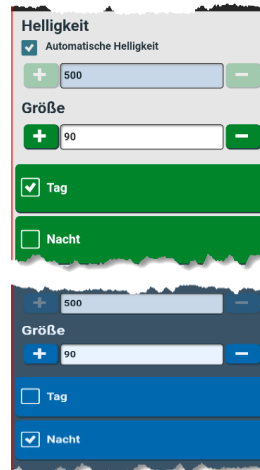 Helligkeit
Automatische Helligkeit
+ 500 −
Größe
+ 90 −
Tag
Nacht
+ 500 −
Größe
+ 90 −
Tag
Nacht